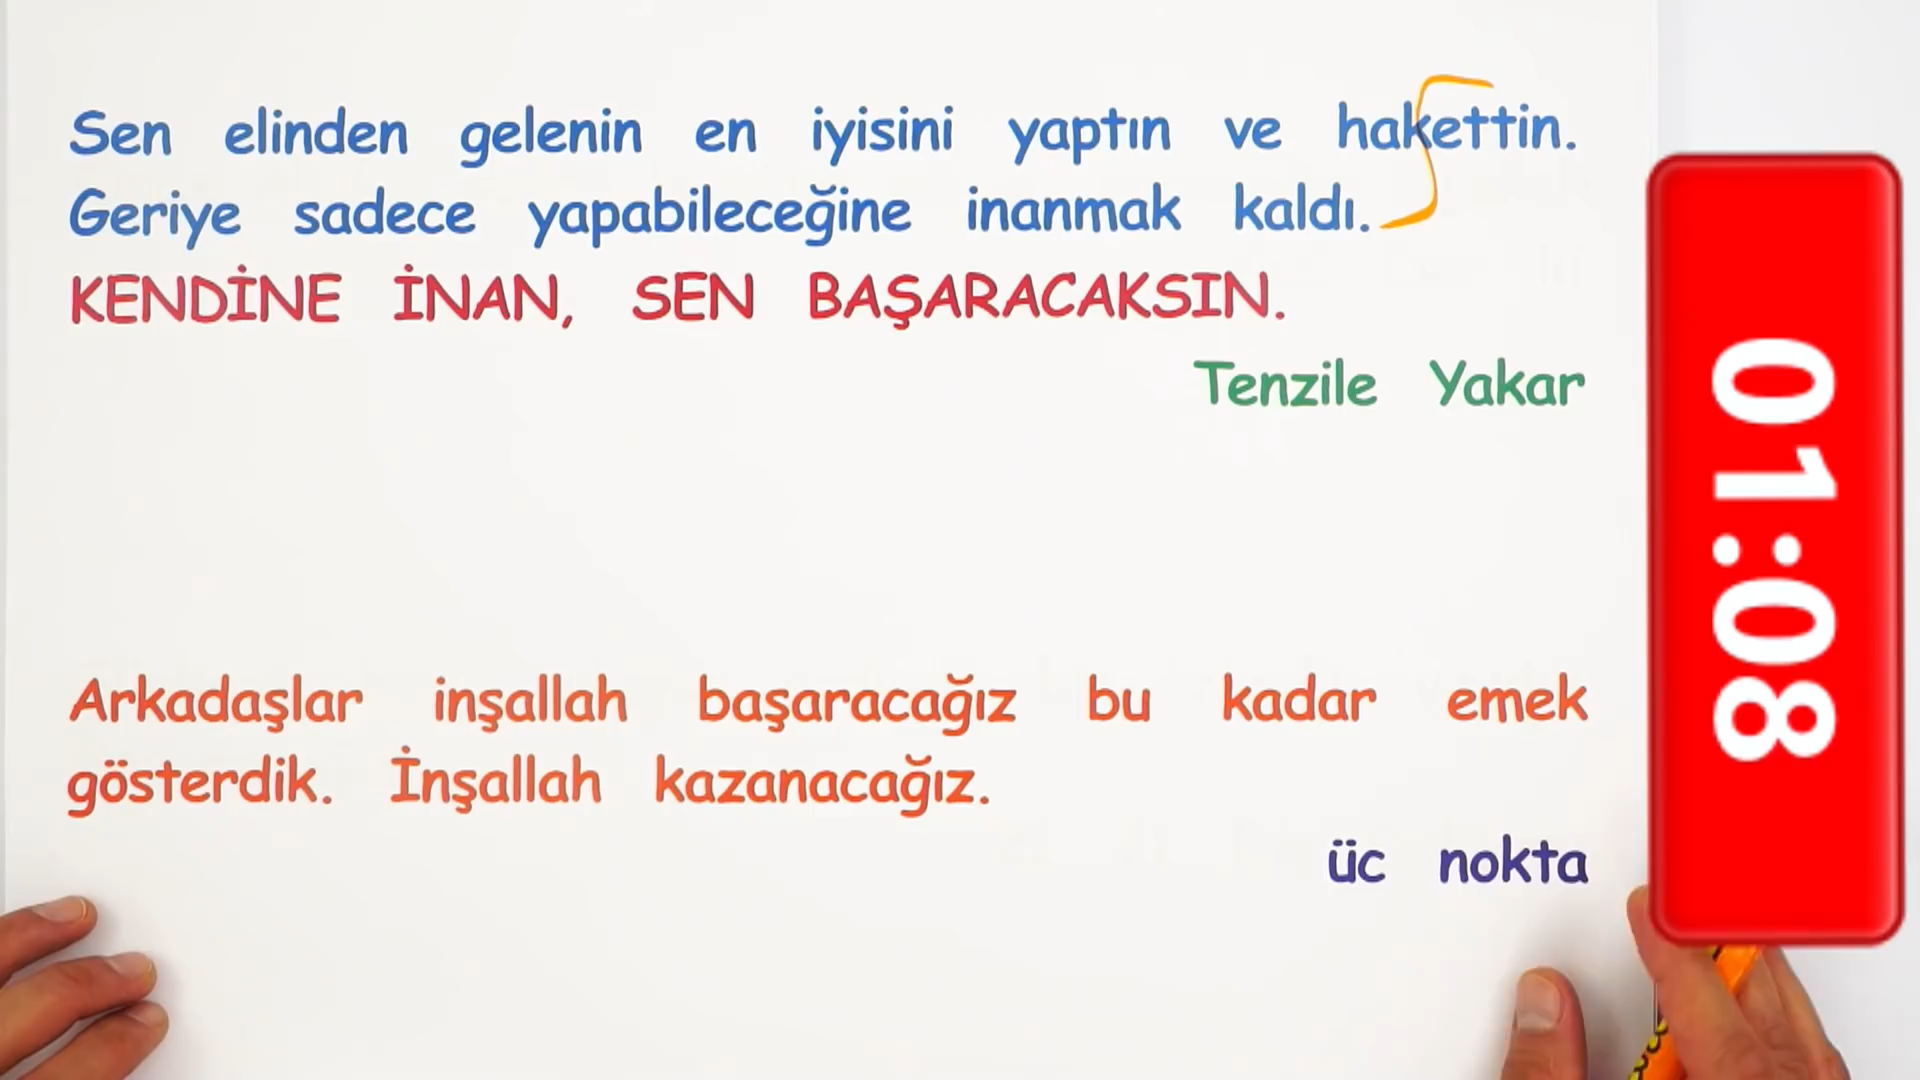 Sen elinden gelenin en iyisini yaptın ve hakettin.
Geriye sadece yapabileceğine inanmak kaldı.
KENDİNE İNAN, SEN BAŞARACAKSIN.
Tenzile Yakar
Arkadaşlar inşallah başaracağız bu kadar emek
gösterdik. İnşallah kazanacağız.
üc nokta
01:08